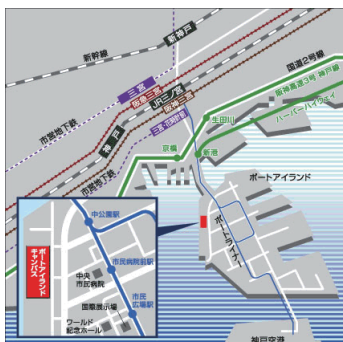 新幹線
新神戸
国道2号線
阪神高速3号 神戸線
ハーバーハイウェイ
三宮
阪急三宮
JR三ノ宮
阪神三宮
三宮・花時計前
市営地下鉄
神戸
市営地下鉄
生田川
京橋
新港
ポートアイランド
ポートライナー
中公園駅
市民病院前駅
中央
市民病院
ポートアイランド
キャンパス
国際展示場
市民
広場駅
ワールド
記念ホール
神戸空港